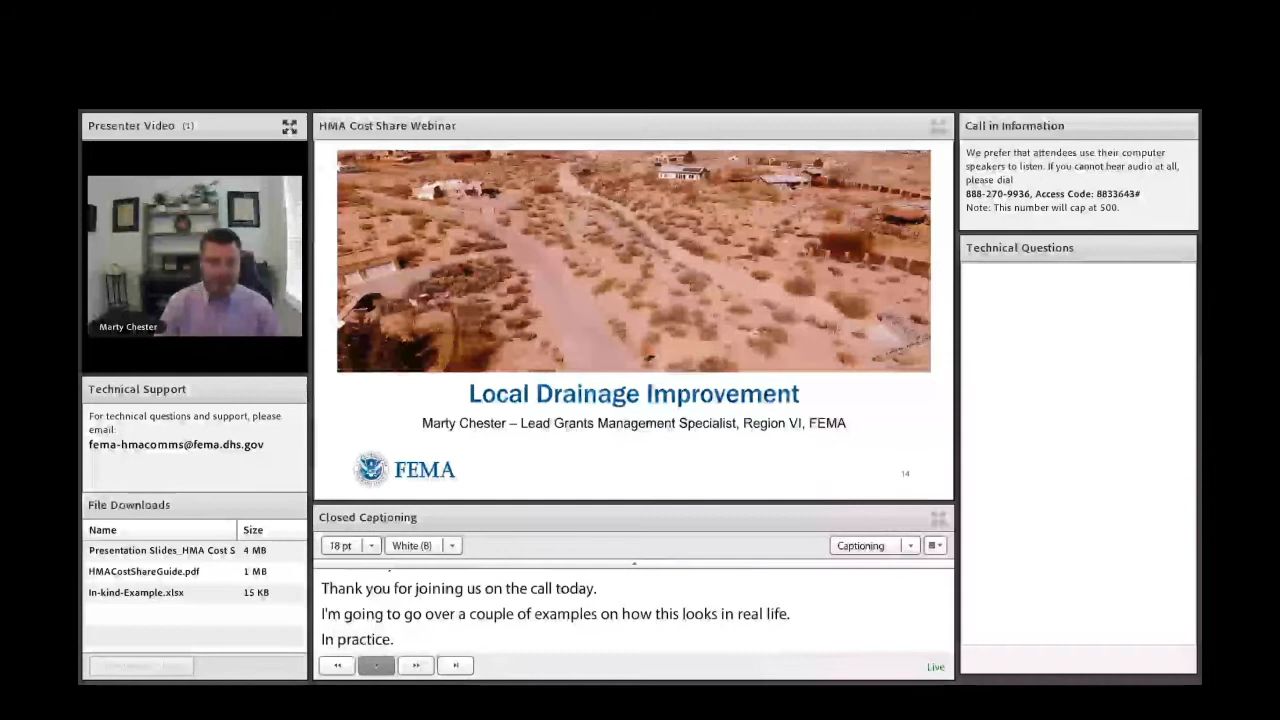 Presenter Video (1)
Marty Chester
Technical Support
For technical questions and support, please
email:
fema-hmacomms@fema.dhs.gov
File Downloads
Name Size
Presentation Slides_HMA Cost S 4 MB
HMACostShareGuide.pdf 1 MB
In-kind-Example.xlsx 15 KB
HMA Cost Share Webinar
Local Drainage Improvement
Marty Chester – Lead Grants Management Specialist, Region VI, FEMA
FEMA
14
Closed Captioning
18 pt White (B) Captioning
Thank you for joining us on the call today.
I'm going to go over a couple of examples on how this looks in real life.
In practice.
Live
Call in Information
We prefer that attendees use their computer
speakers to listen. If you cannot hear audio at all,
please dial
888-270-9936, Access Code: 8833643#
Note: This number will cap at 500.
Technical Questions